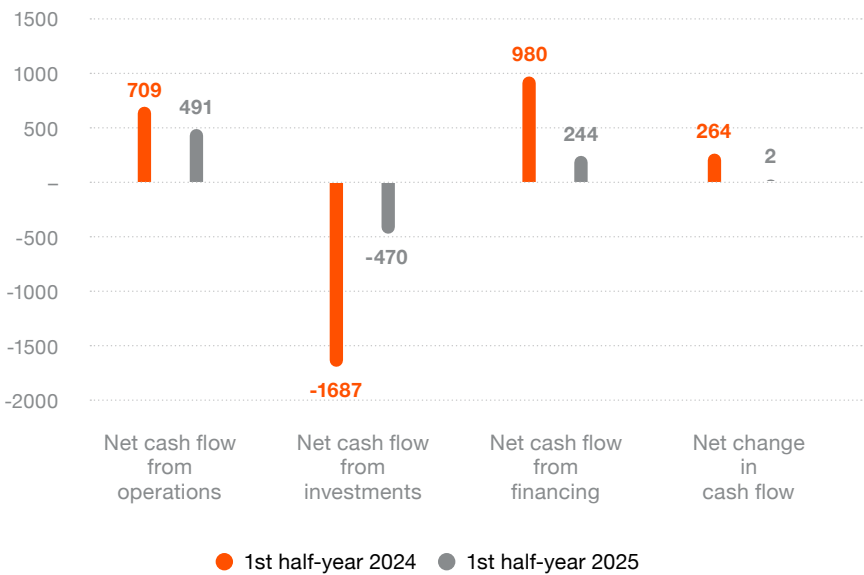 1500
1000
500
–
-500
-1000
-1500
-2000
709
491
-1687
-470
980
244
264
2
Net cash flow
from
operations
Net cash flow
from
investments
Net cash flow
from
financing
Net change
in
cash flow
1st half-year 2024
1st half-year 2025